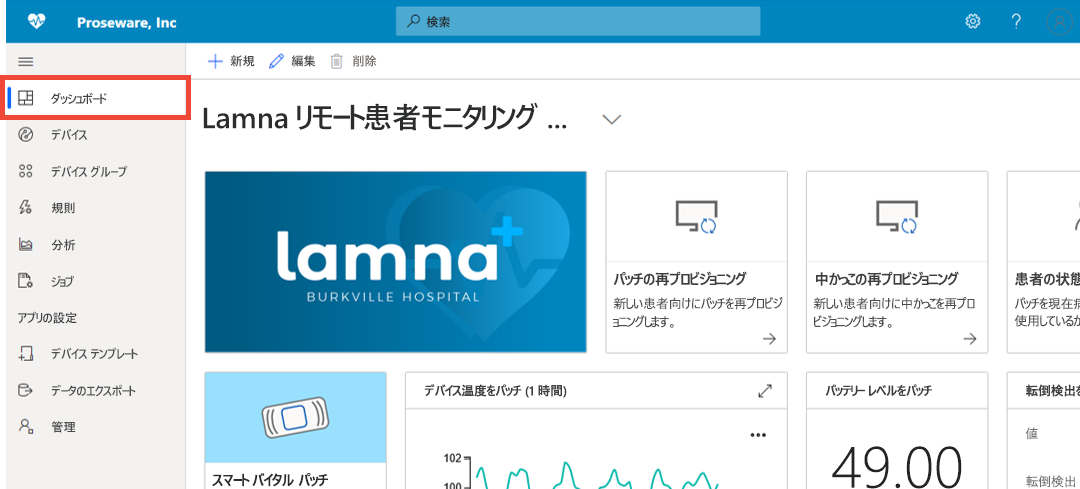 Proseware, Inc
検索
?
新規 編集 削除
ダッシュボード
デバイス
デバイス グループ
規則
分析
ジョブ
アプリの設定
デバイス テンプレート
データのエクスポート
管理
Lamna リモート患者モニタリング ...
lamna
BURKVILLE HOSPITAL
パッチの再プロビジョニング
新しい患者向けにパッチを再プロビジ
ョニングします。
中かっこの再プロビジョニング
新しい患者向けに中かっこを再プロ
ビジョニングします。
患者の状態
パッチを現在
使用している
スマート バイタル パッチ
デバイス温度をパッチ (1 時間)
102
100
バッテリー レベルをパッチ
49.00
転倒検出を
値
転倒検出